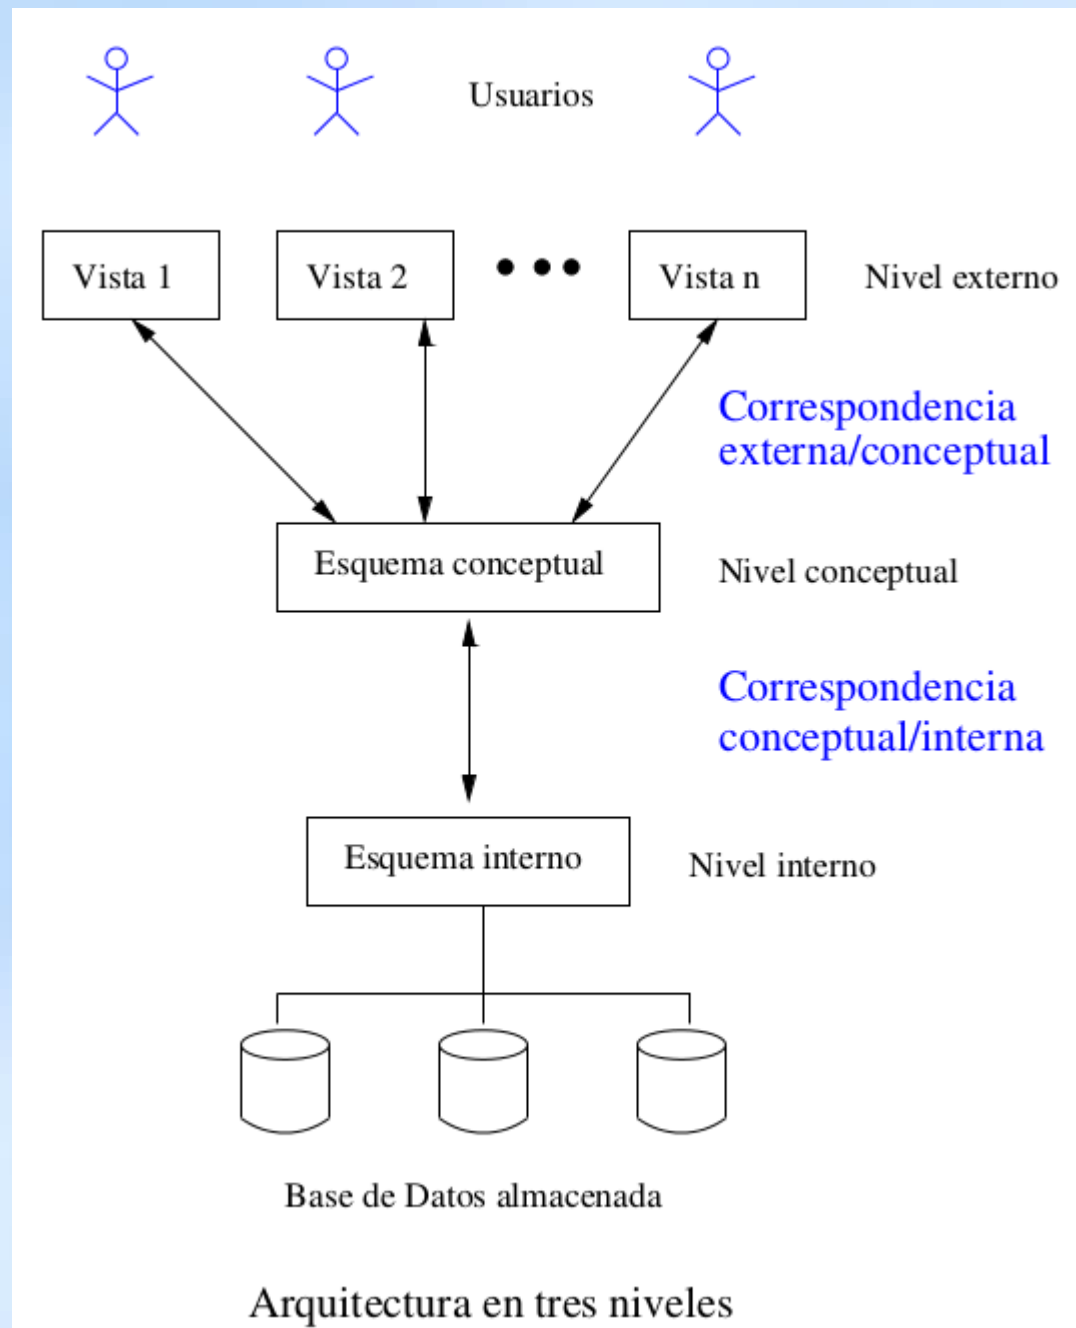 Usuarios
Vista 1
Vista 2
Vista n
Nivel externo
Correspondencia
externa/conceptual
Esquema conceptual
Nivel conceptual
Correspondencia
conceptual/interna
Esquema interno
Nivel interno
Base de Datos almacenada
Arquitectura en tres niveles